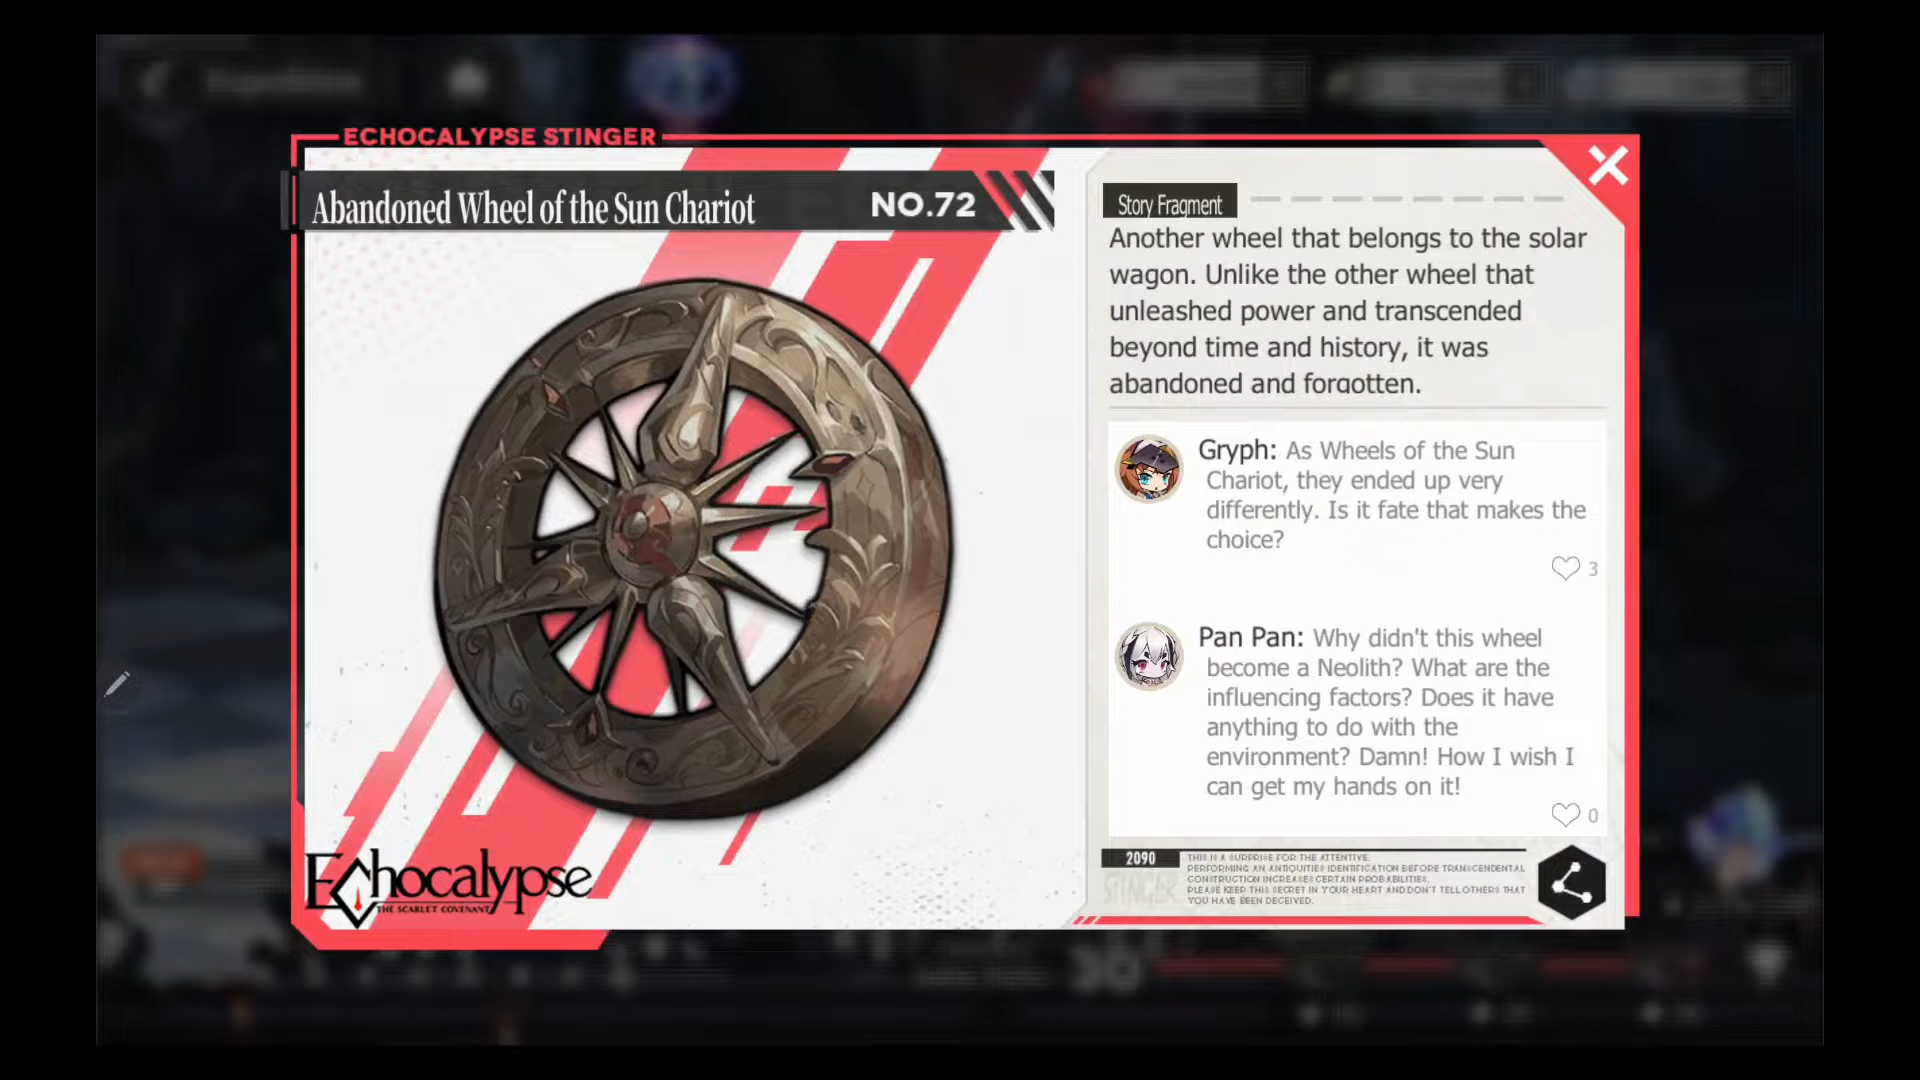 ECHOCALYPSE STINGER
Abandoned Wheel of the Sun Chariot
NO.72
Story Fragment
Another wheel that belongs to the solar
wagon. Unlike the other wheel that
unleashed power and transcended
beyond time and history, it was
abandoned and forgotten.
Gryph: As Wheels of the Sun
Chariot, they ended up very
differently. Is it fate that makes the
choice?
3
Pan Pan: Why didn't this wheel
become a Neolith? What are the
influencing factors? Does it have
anything to do with the
environment? Damn! How I wish I
can get my hands on it!
0
Echocalypse
THE SCARLET COVENANT
2090
STINGER
THIS IS A SURPRISE FOR THE ATTENTIVE.
PERFORMING AN ANTIQUITIES IDENTIFICATION BEFORE TRANSCENDENTAL
CONSTRUCTION INCREASES CERTAIN PROBABILITIES.
PLEASE KEEP THIS SECRET IN YOUR HEART AND DON'T TELL OTHERS THAT
YOU HAVE BEEN DECEIVED.
30